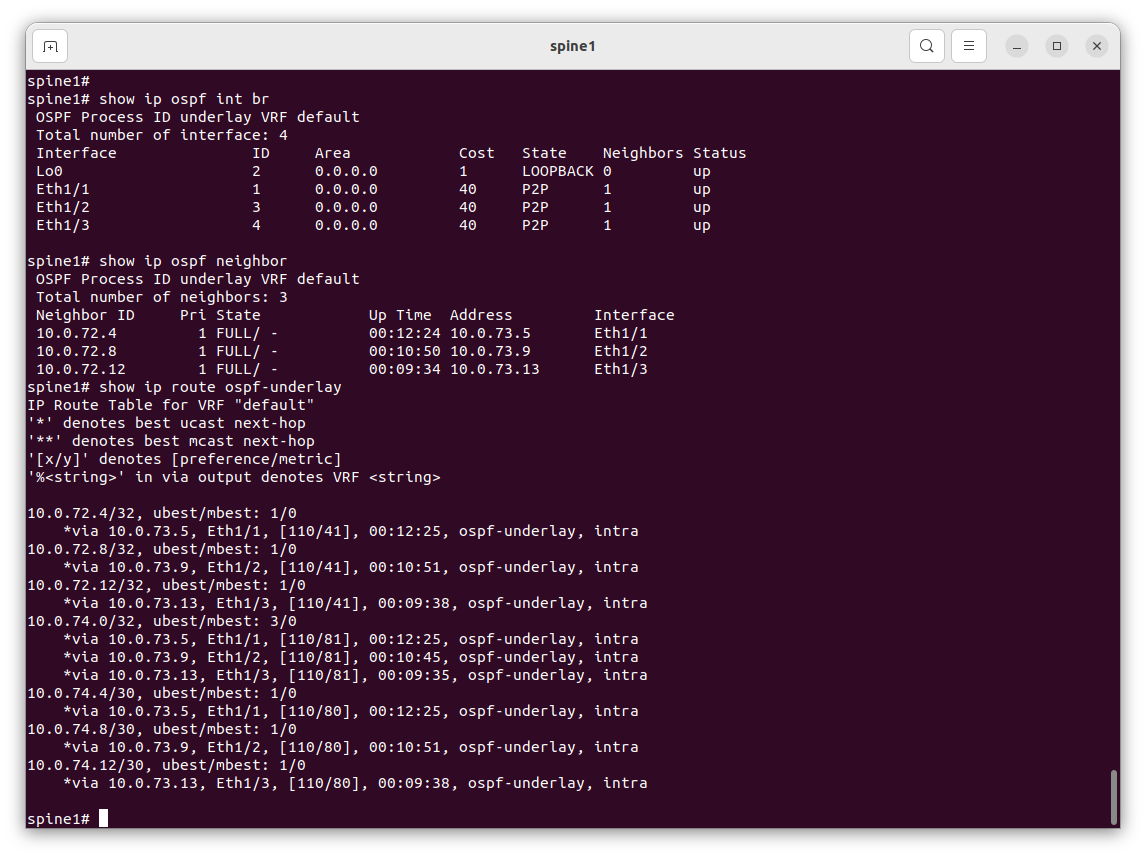 spine1
spine1#
spine1# show ip ospf int br
 OSPF Process ID underlay VRF default
 Total number of interface: 4
 Interface               ID     Area            Cost   State    Neighbors Status
 Lo0                     2      0.0.0.0         1      LOOPBACK 0         up
 Eth1/1                  1      0.0.0.0         40     P2P      1         up
 Eth1/2                  3      0.0.0.0         40     P2P      1         up
 Eth1/3                  4      0.0.0.0         40     P2P      1         up
spine1# show ip ospf neighbor
 OSPF Process ID underlay VRF default
 Total number of neighbors: 3
 Neighbor ID     Pri State            Up Time  Address         Interface
 10.0.72.4         1 FULL/ -          00:12:24 10.0.73.5       Eth1/1
 10.0.72.8         1 FULL/ -          00:10:50 10.0.73.9       Eth1/2
 10.0.72.12        1 FULL/ -          00:09:34 10.0.73.13      Eth1/3
spine1# show ip route ospf-underlay
IP Route Table for VRF "default"
'*' denotes best ucast next-hop
'**' denotes best mcast next-hop
'[x/y]' denotes [preference/metric]
'%<string>' in via output denotes VRF <string>
10.0.72.4/32, ubest/mbest: 1/0
    *via 10.0.73.5, Eth1/1, [110/41], 00:12:25, ospf-underlay, intra
10.0.72.8/32, ubest/mbest: 1/0
    *via 10.0.73.9, Eth1/2, [110/41], 00:10:51, ospf-underlay, intra
10.0.72.12/32, ubest/mbest: 1/0
    *via 10.0.73.13, Eth1/3, [110/41], 00:09:38, ospf-underlay, intra
10.0.74.0/32, ubest/mbest: 3/0
    *via 10.0.73.5, Eth1/1, [110/81], 00:12:25, ospf-underlay, intra
    *via 10.0.73.9, Eth1/2, [110/81], 00:10:45, ospf-underlay, intra
    *via 10.0.73.13, Eth1/3, [110/81], 00:09:35, ospf-underlay, intra
10.0.74.4/30, ubest/mbest: 1/0
    *via 10.0.73.5, Eth1/1, [110/80], 00:12:25, ospf-underlay, intra
10.0.74.8/30, ubest/mbest: 1/0
    *via 10.0.73.9, Eth1/2, [110/80], 00:10:51, ospf-underlay, intra
10.0.74.12/30, ubest/mbest: 1/0
    *via 10.0.73.13, Eth1/3, [110/80], 00:09:38, ospf-underlay, intra
spine1#